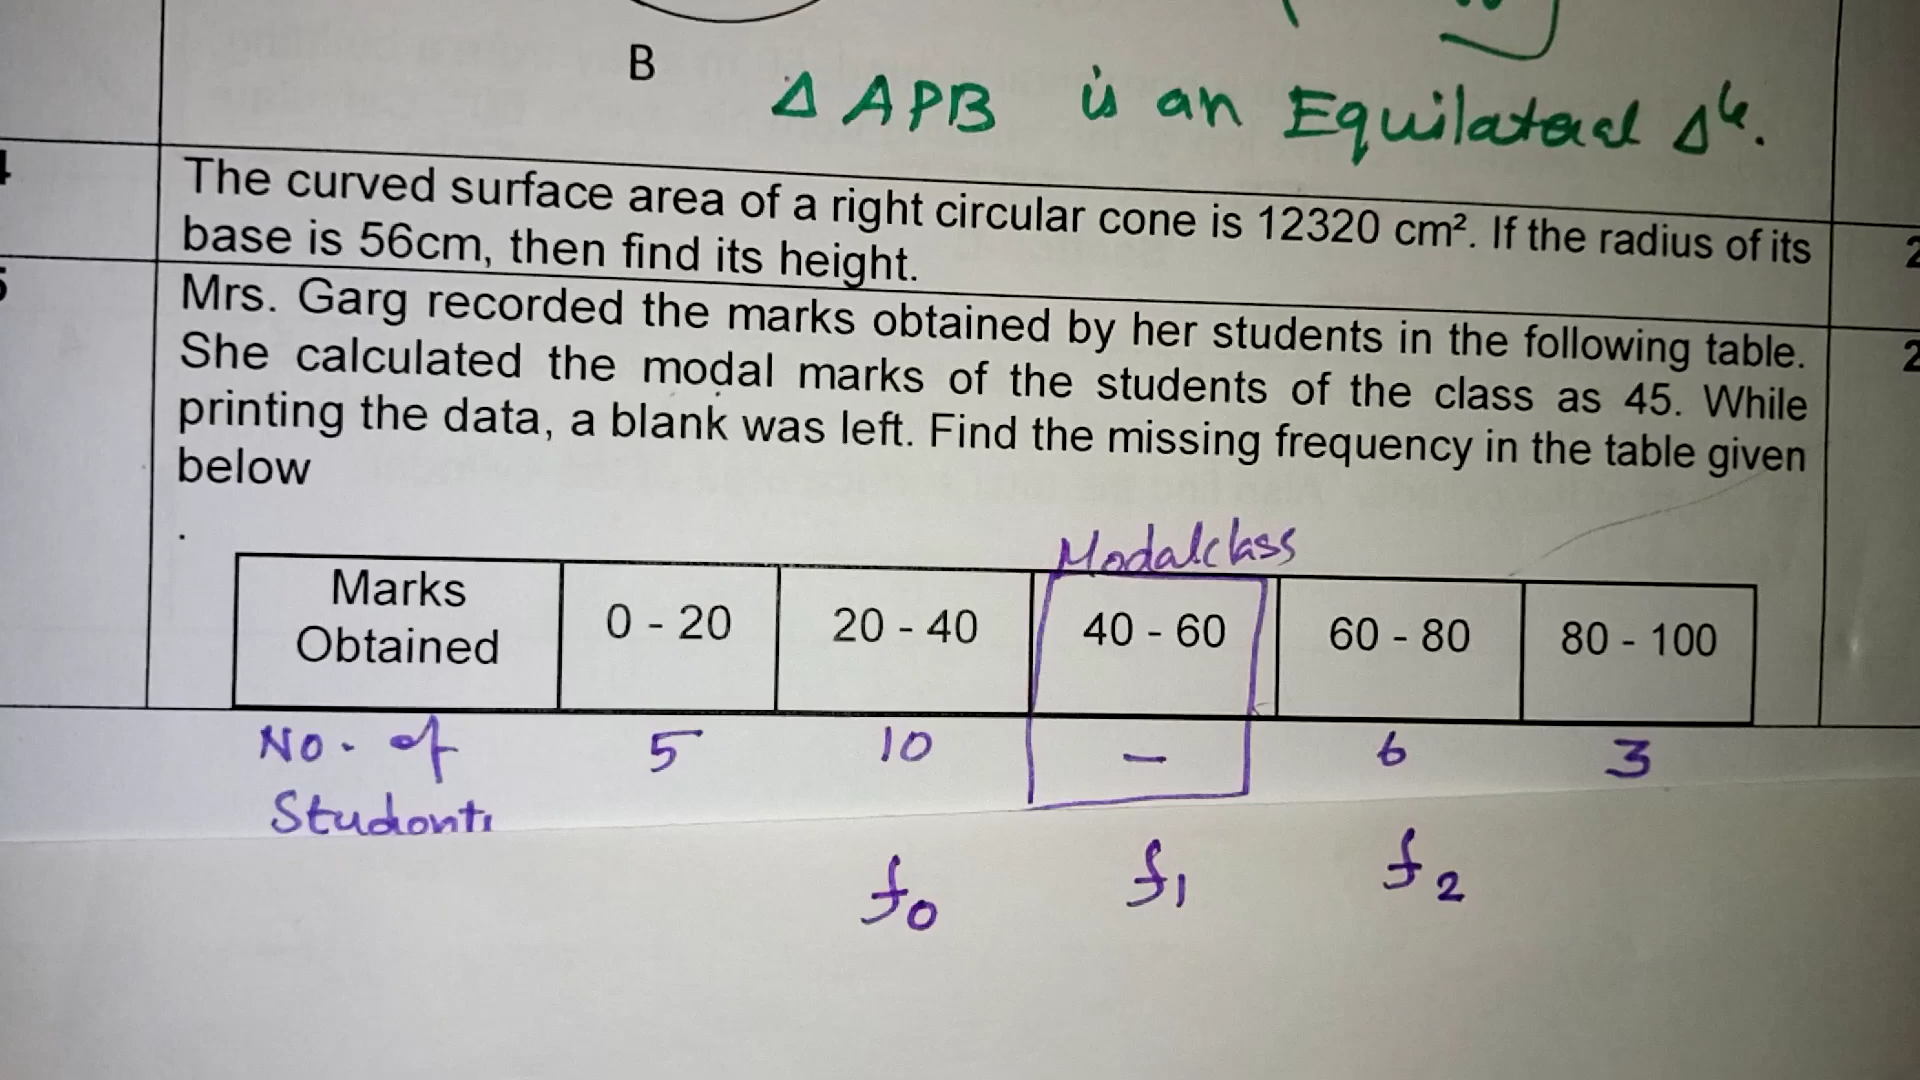 B
Δ APB is an Equilateral Δle.
The curved surface area of a right circular cone is 12320 cm². If the radius of its
base is 56cm, then find its height.
Mrs. Garg recorded the marks obtained by her students in the following table.
She calculated the modal marks of the students of the class as 45. While
printing the data, a blank was left. Find the missing frequency in the table given
below
.
Modalclass
Marks Obtained 0 - 20 20 - 40 40 - 60 60 - 80 80 - 100
No. of Students 5 10 - 6 3
f0 f1 f2